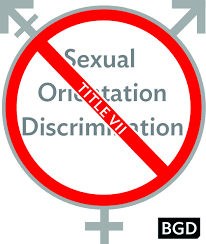 Sexual
Orientation
Discrimination
TITLE VII
BGD